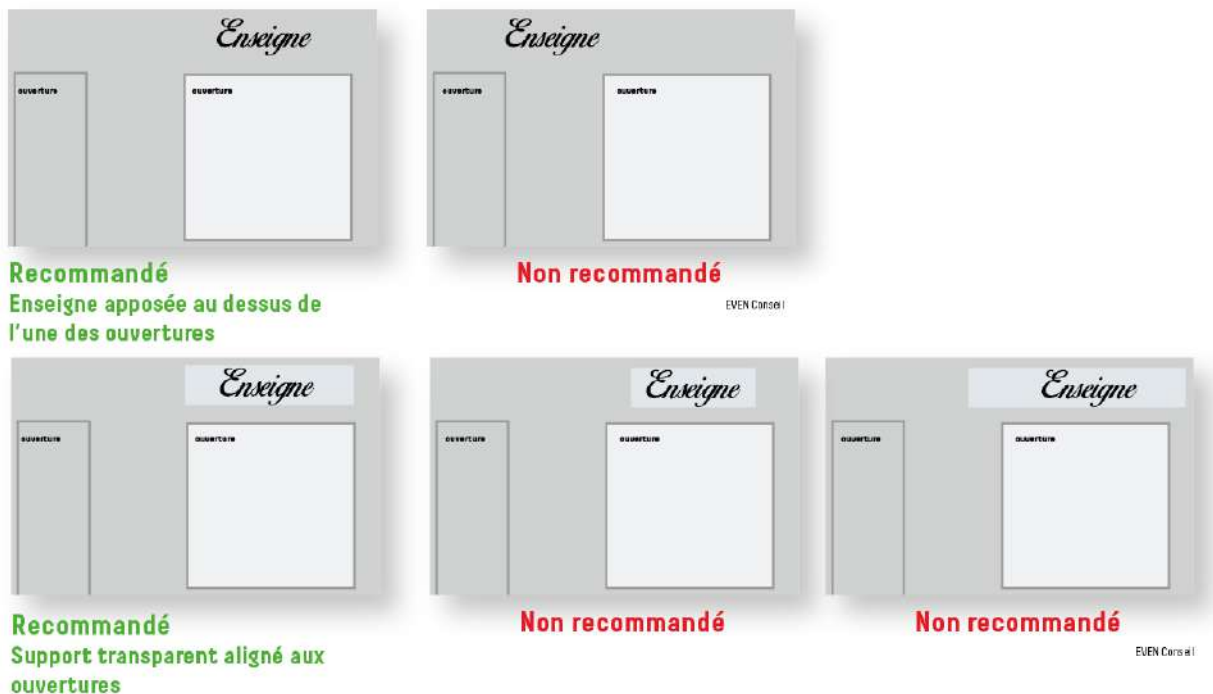 Enseigne
Enseigne
ouverture
ouverture
ouverture
ouverture
Recommandé
Enseigne apposée au dessus de
l'une des ouvertures
Non recommandé
EVEN Conseil
Enseigne
Enseigne
Enseigne
ouverture
ouverture
ouverture
ouverture
ouverture
ouverture
Recommandé
Support transparent aligné aux
ouvertures
Non recommandé
Non recommandé
EVEN Conseil